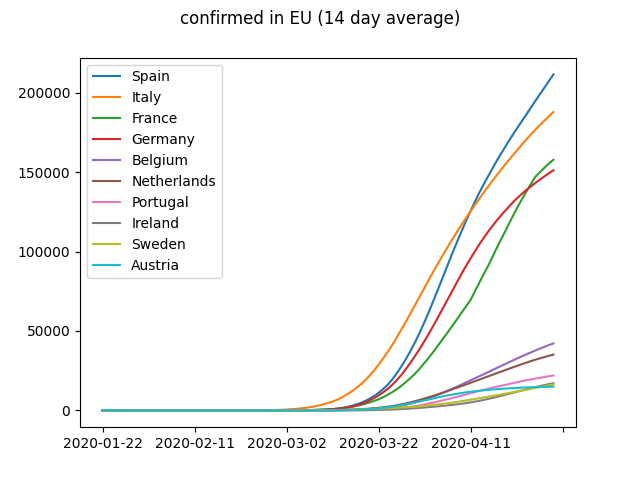 confirmed in EU (14 day average)
200000
150000
100000
50000
0
Spain
Italy
France
Germany
Belgium
Netherlands
Portugal
Ireland
Sweden
Austria
2020-01-22 2020-02-11 2020-03-02 2020-03-22 2020-04-11